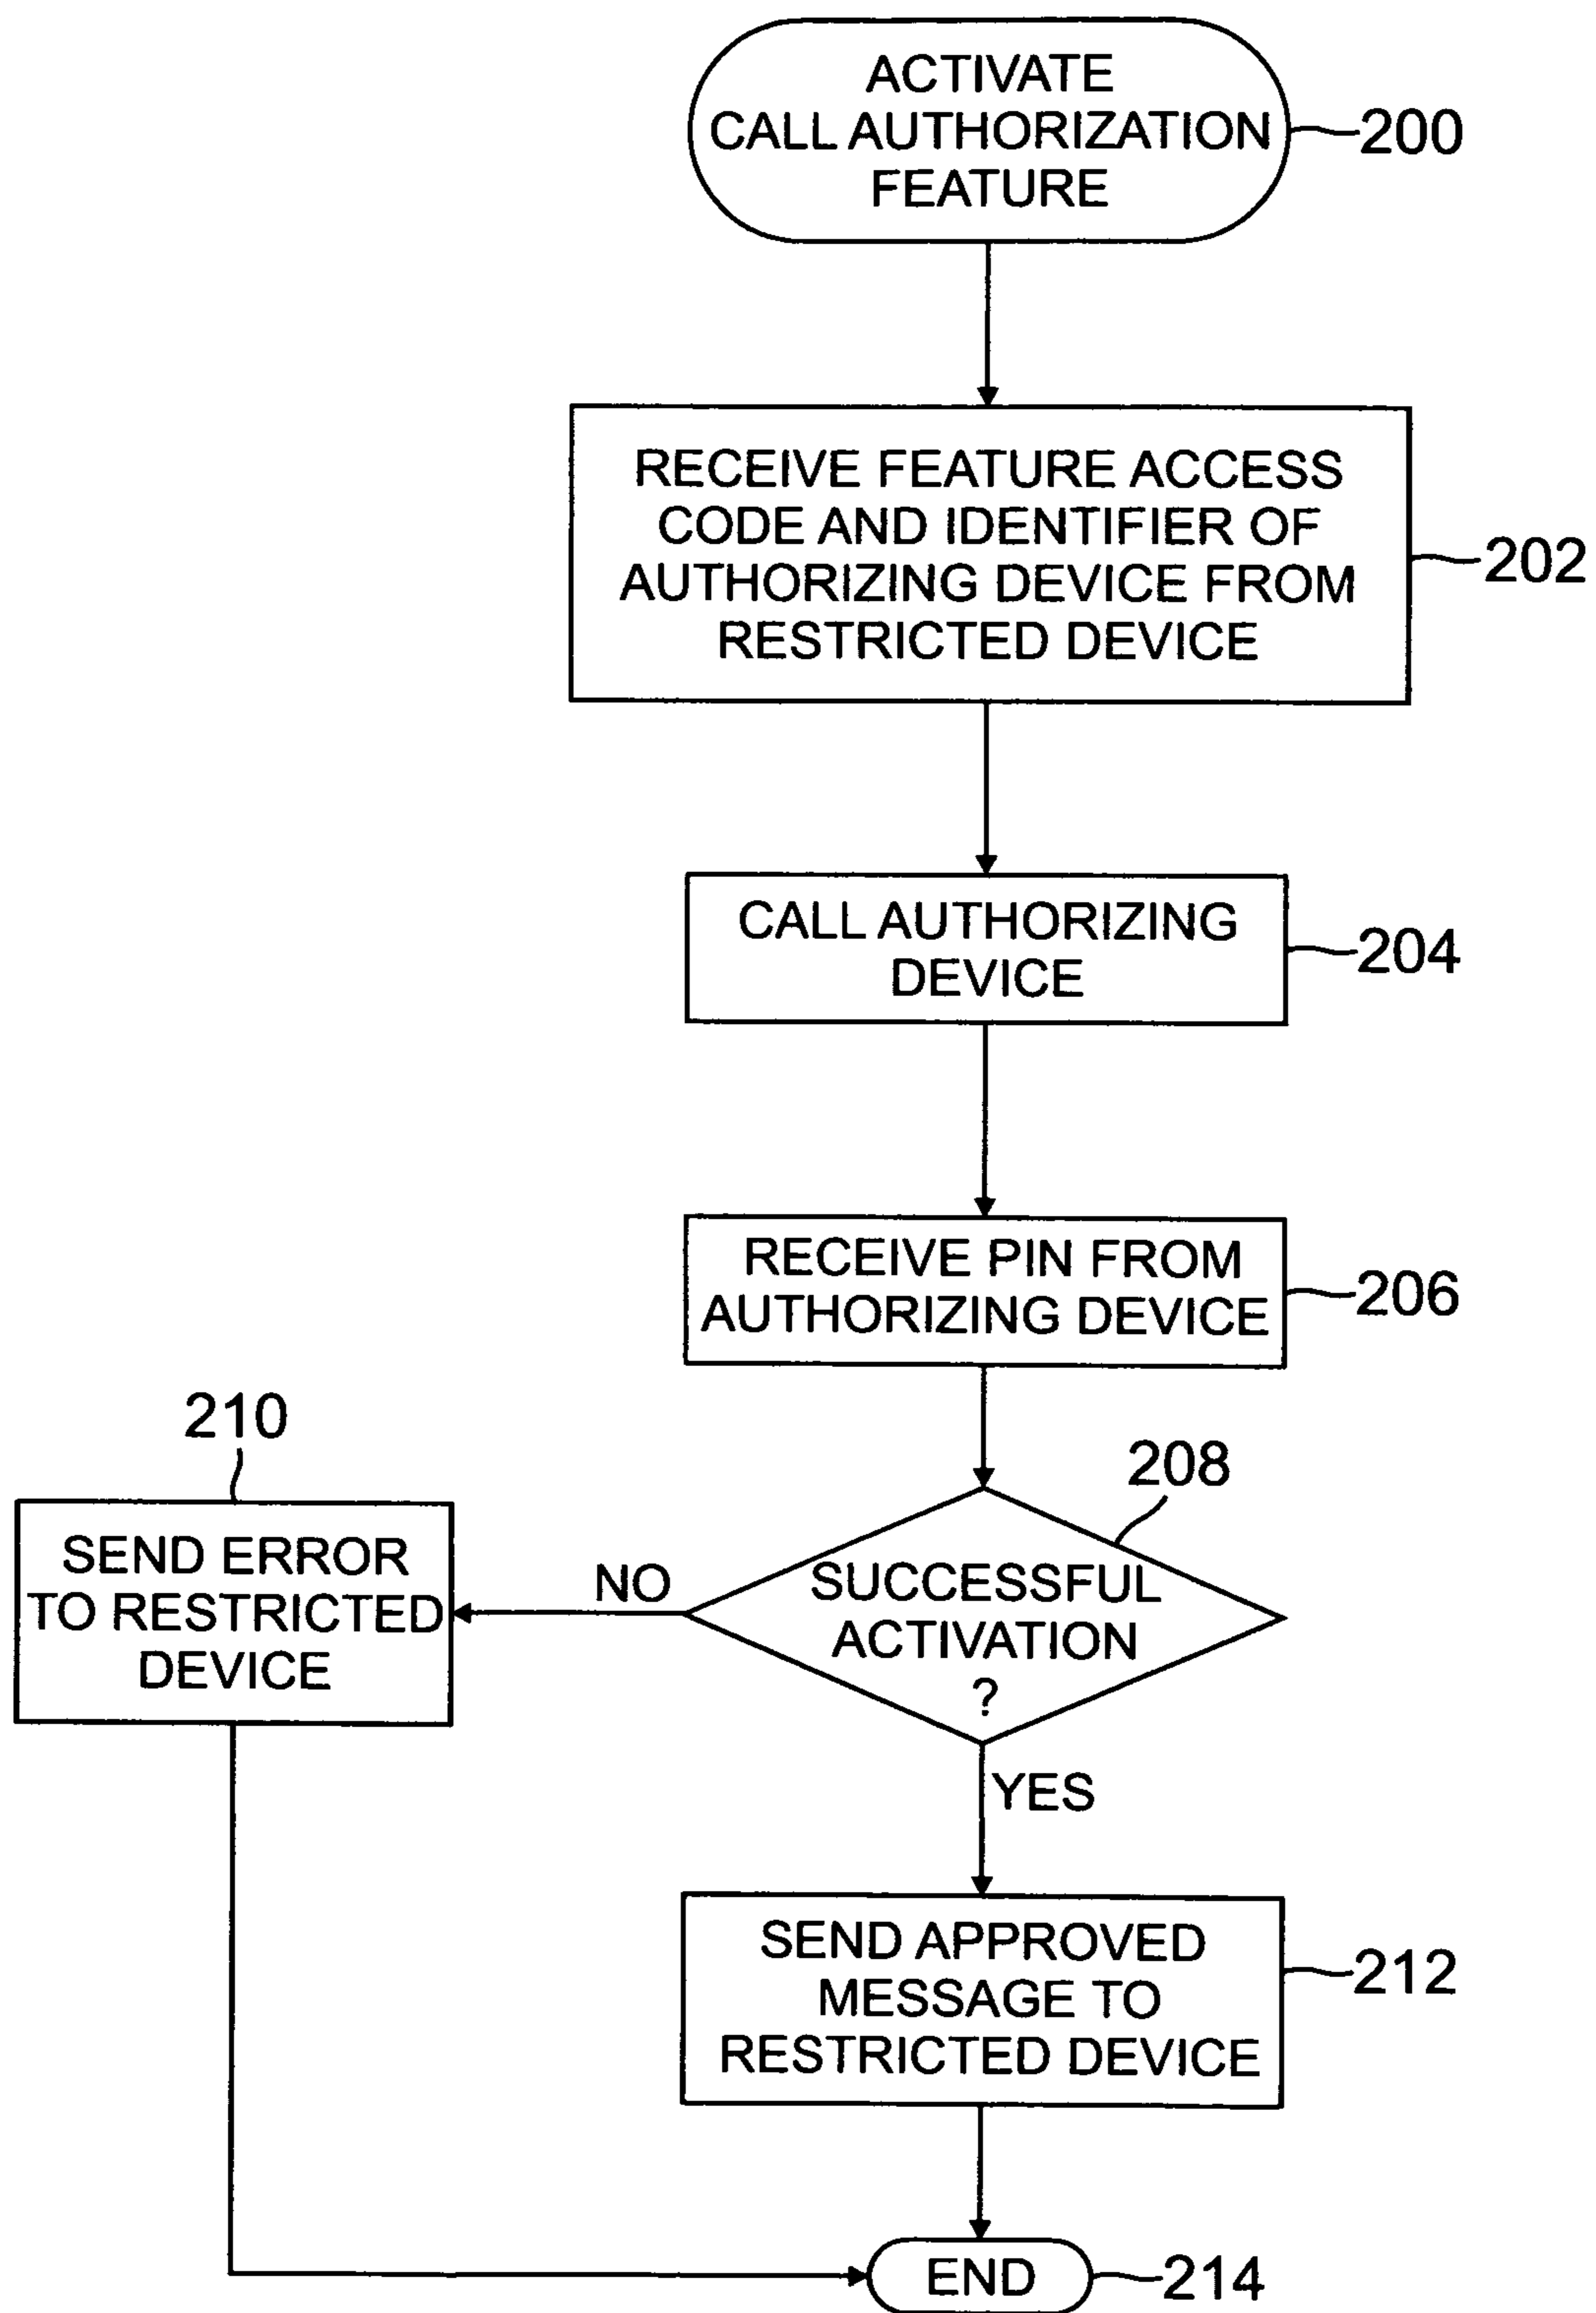 ACTIVATE
CALL AUTHORIZATION
FEATURE
200
RECEIVE FEATURE ACCESS
CODE AND IDENTIFIER OF
AUTHORIZING DEVICE FROM
RESTRICTED DEVICE
202
CALL AUTHORIZING
DEVICE
204
RECEIVE PIN FROM
AUTHORIZING DEVICE
206
208
SUCCESSFUL
ACTIVATION
?
NO
210
SEND ERROR
TO RESTRICTED
DEVICE
YES
SEND APPROVED
MESSAGE TO
RESTRICTED DEVICE
212
END
214